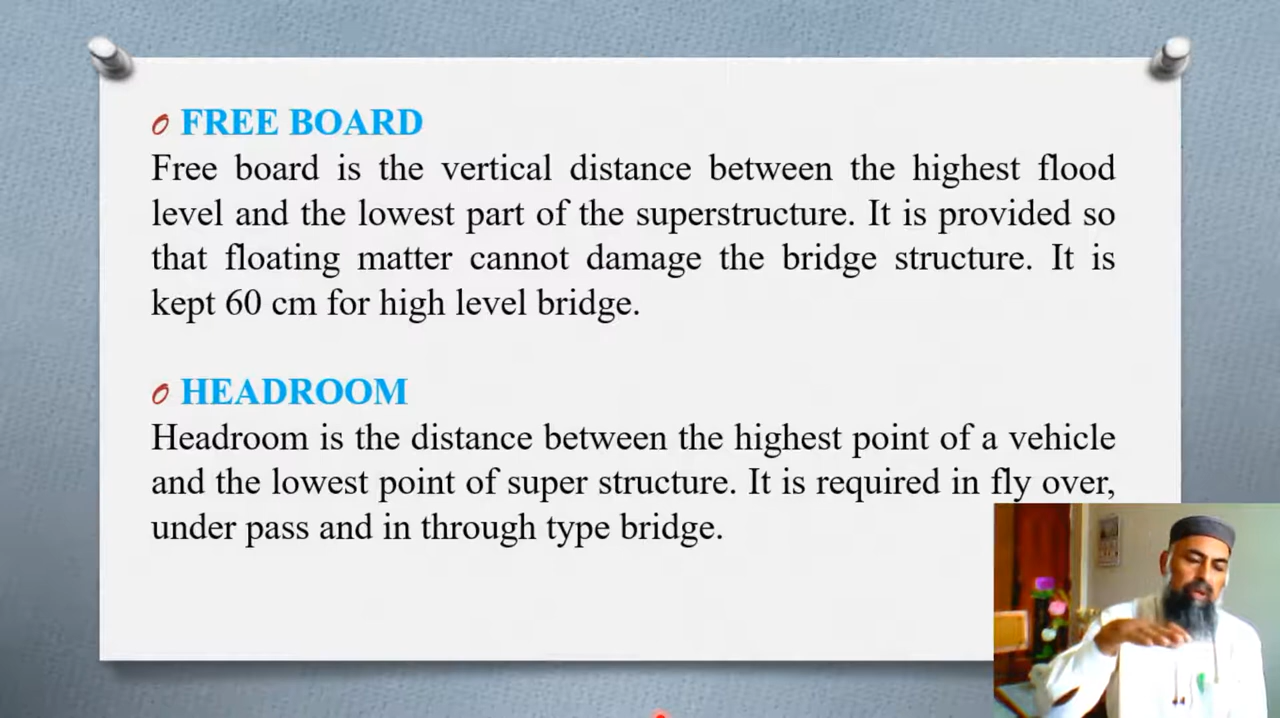 FREE BOARD
Free board is the vertical distance between the highest flood
level and the lowest part of the superstructure. It is provided so
that floating matter cannot damage the bridge structure. It is
kept 60 cm for high level bridge.
HEADROOM
Headroom is the distance between the highest point of a vehicle
and the lowest point of super structure. It is required in fly over,
under pass and in through type bridge.